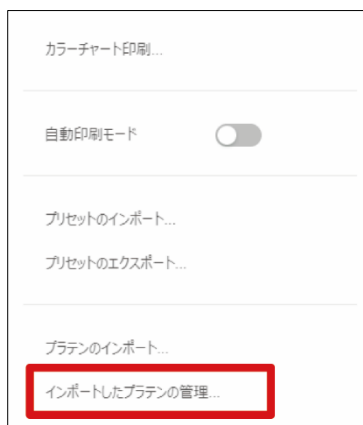 カラーチャート印刷...
自動印刷モード
プリセットのインポート...
プリセットのエクスポート...
プラテンのインポート...
インポートしたプラテンの管理...